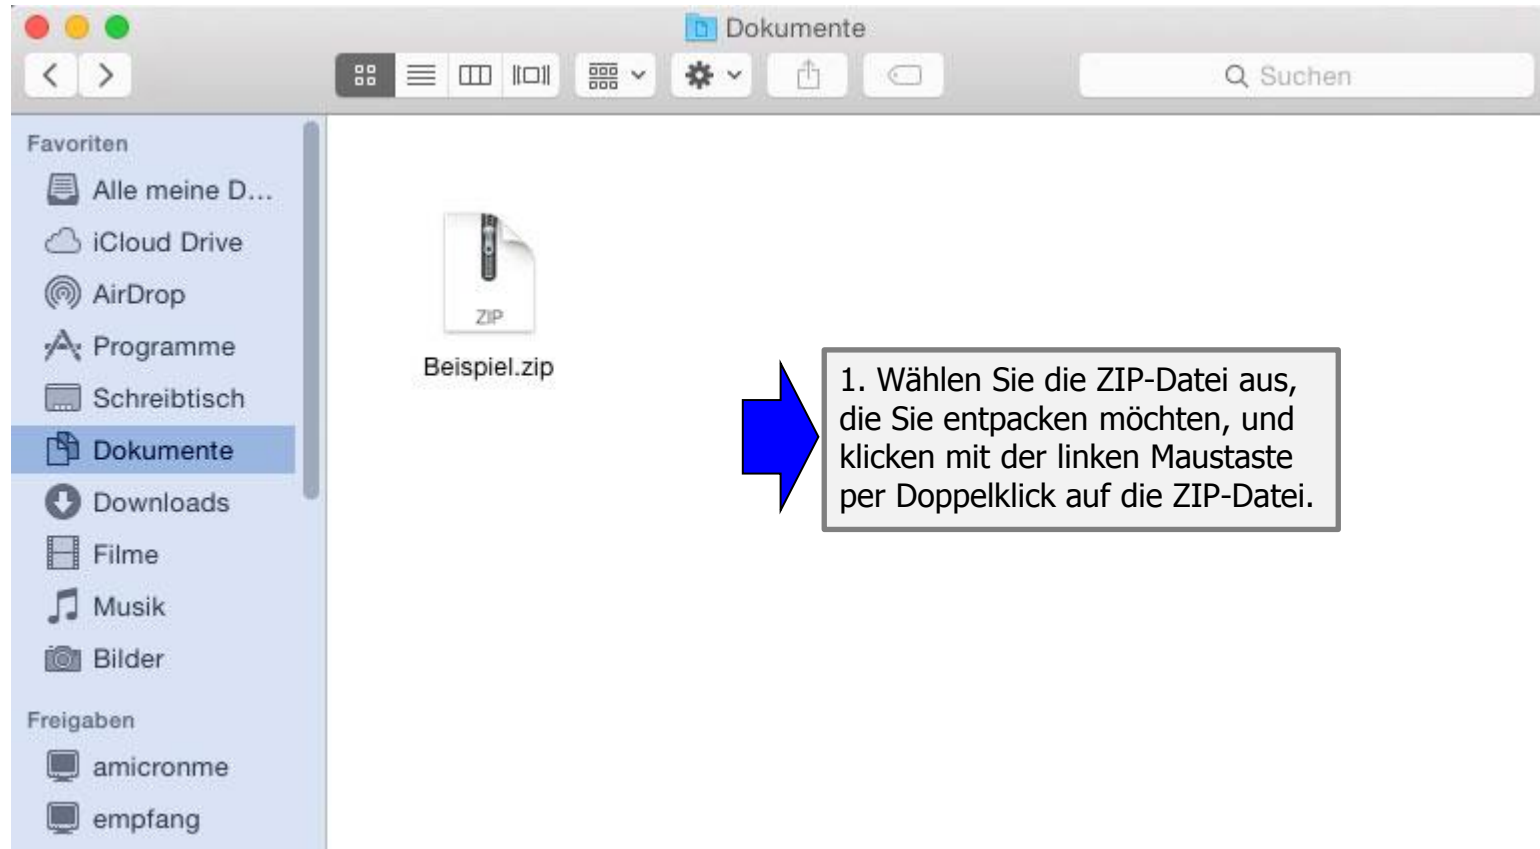 Dokumente
Suchen
Favoriten
Alle meine D...
iCloud Drive
AirDrop
Programme
Schreibtisch
Dokumente
Downloads
Filme
Musik
Bilder
Freigaben
amicronme
empfang
ZIP
Beispiel.zip
1. Wählen Sie die ZIP-Datei aus,
die Sie entpacken möchten, und
klicken mit der linken Maustaste
per Doppelklick auf die ZIP-Datei.